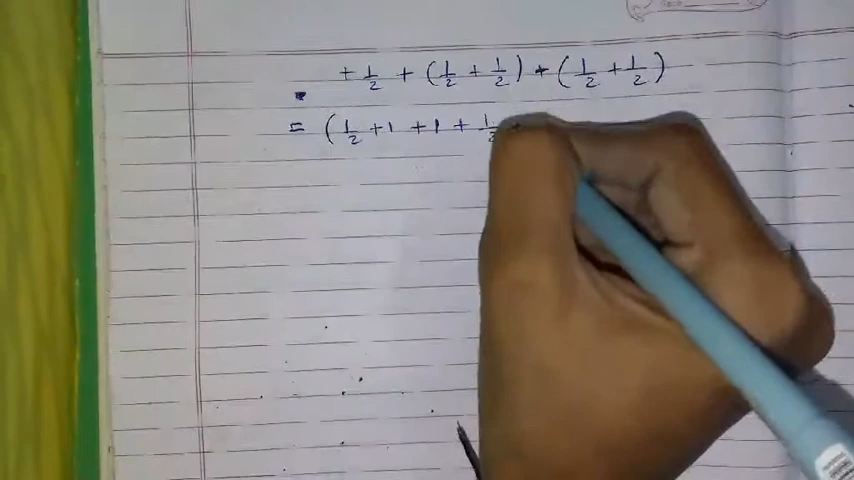 + 1/2 + (1/2 + 1/2) + (1/2 + 1/2)
= (1/2 + 1 + 1 + 1/2